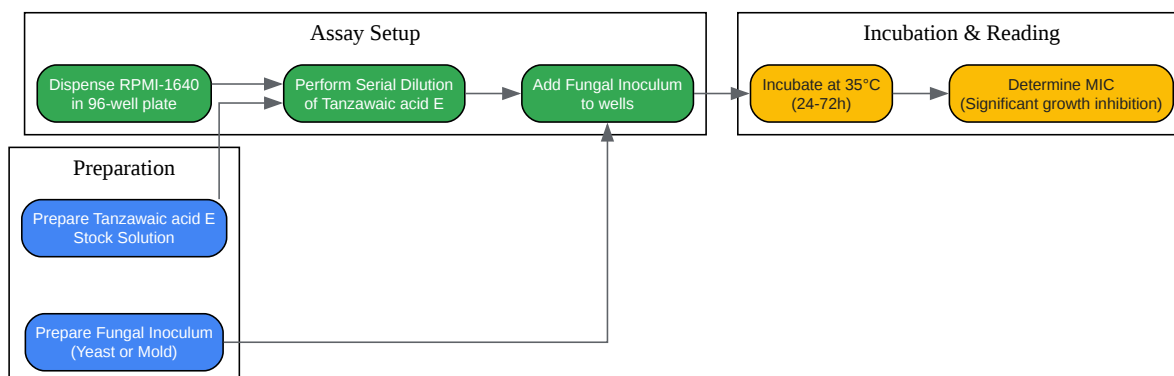 Assay Setup
Dispense RPMI-1640
in 96-well plate
Perform Serial Dilution
of Tanzawaic acid E
Add Fungal Inoculum
to wells
Incubation & Reading
Incubate at 35°C
(24-72h)
Determine MIC
(Significant growth inhibition)
Preparation
Prepare Tanzawaic acid E
Stock Solution
Prepare Fungal Inoculum
(Yeast or Mold)